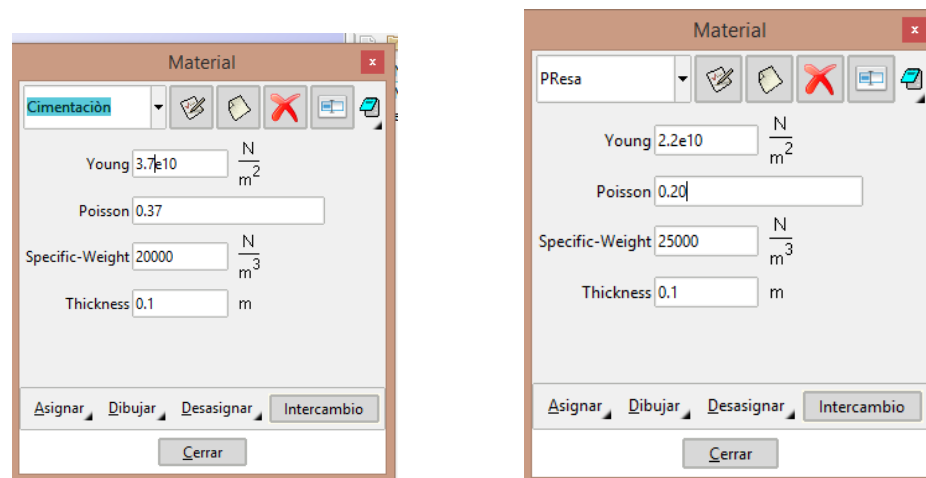 Material
x
Cimentaciòn
Young 3.7e10 N
m2
Poisson 0.37
Specific-Weight 20000 N
m3
Thickness 0.1 m
Asignar Dibujar Desasignar Intercambio
Cerrar
Material
x
PResa
Young 2.2e10 N
m2
Poisson 0.20
Specific-Weight 25000 N
m3
Thickness 0.1 m
Asignar Dibujar Desasignar Intercambio
Cerrar